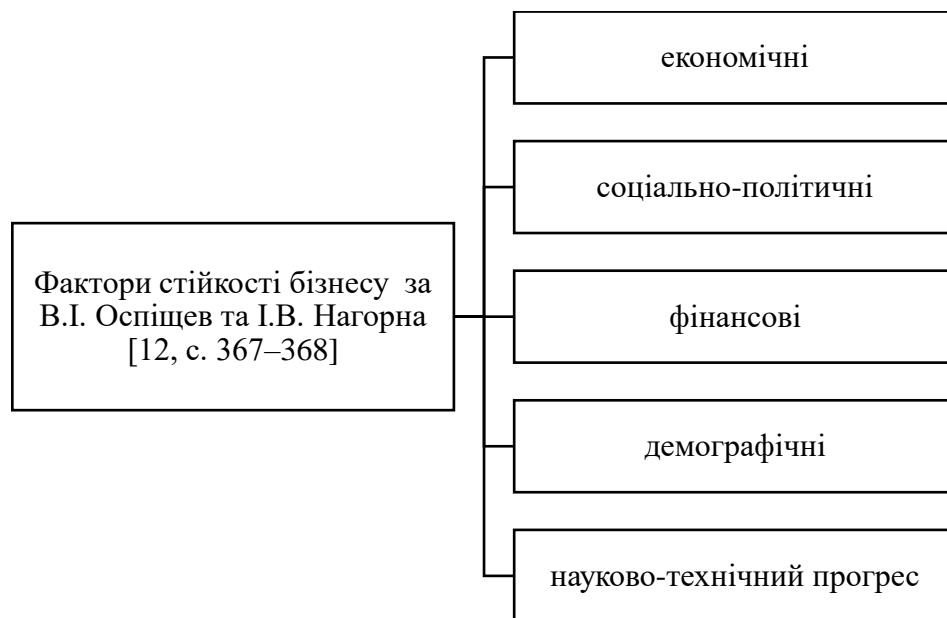 економічні
соціально-політичні
Фактори стійкості бізнесу за
В.І. Оспіщев та І.В. Нагорна
[12, с. 367–368]
фінансові
демографічні
науково-технічний прогрес